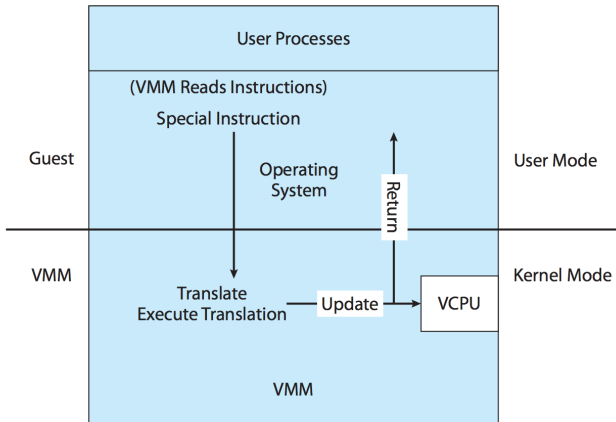 User Processes
(VMM Reads Instructions)
Special Instruction
Guest
Operating
System
User Mode
Return
VMM
Kernel Mode
Translate
Execute Translation
Update
VCPU
VMM